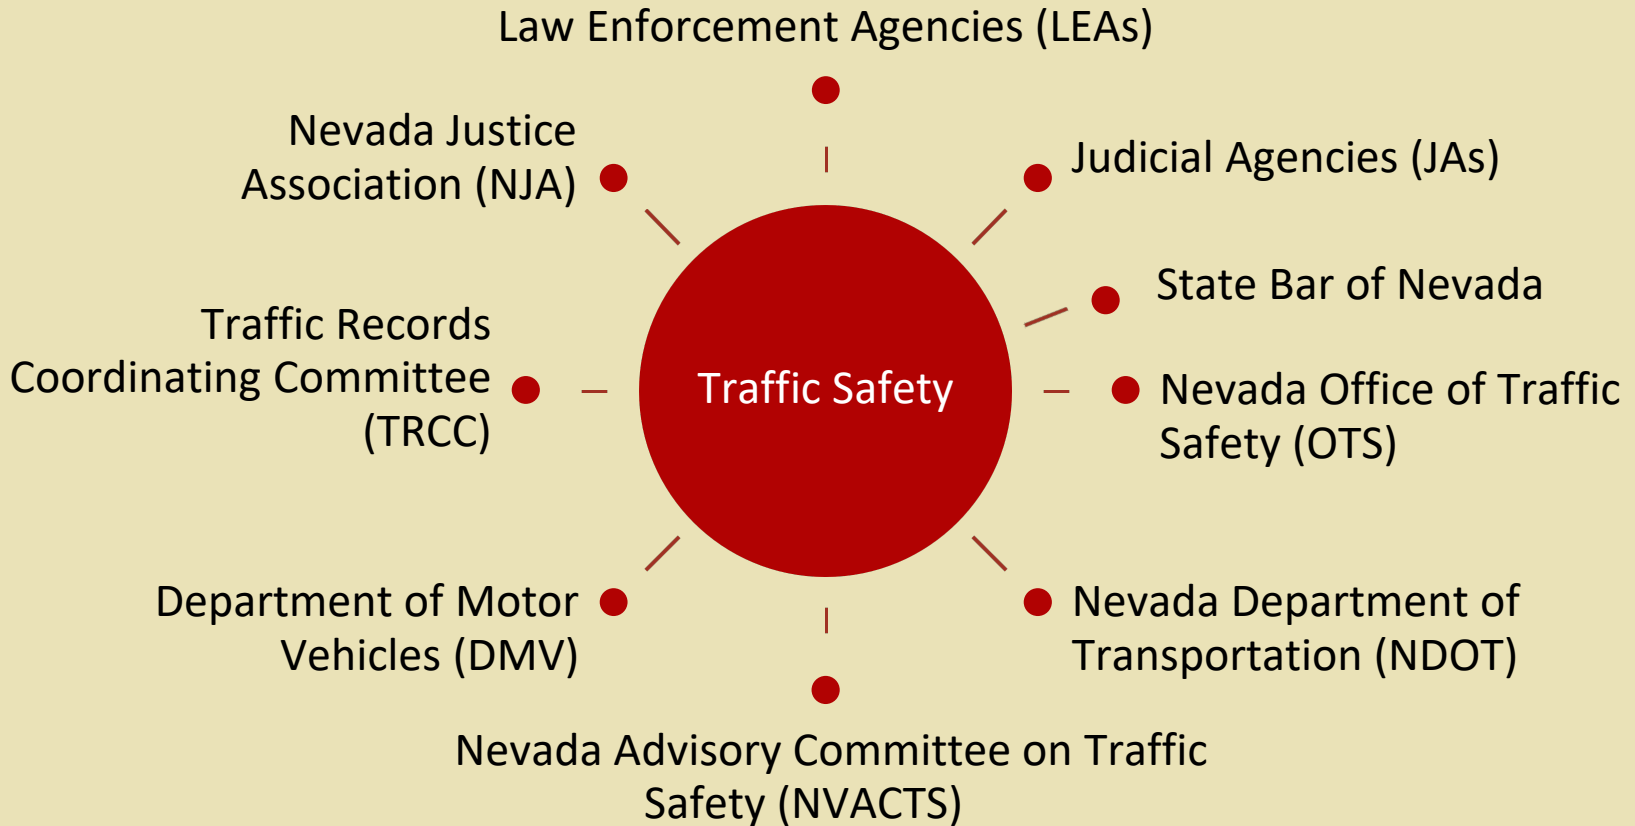 Law Enforcement Agencies (LEAs)
Nevada Justice
Association (NJA)
Judicial Agencies (JAs)
State Bar of Nevada
Traffic Records
Coordinating Committee
(TRCC)
Traffic Safety
Nevada Office of Traffic
Safety (OTS)
Department of Motor
Vehicles (DMV)
Nevada Department of
Transportation (NDOT)
Nevada Advisory Committee on Traffic
Safety (NVACTS)